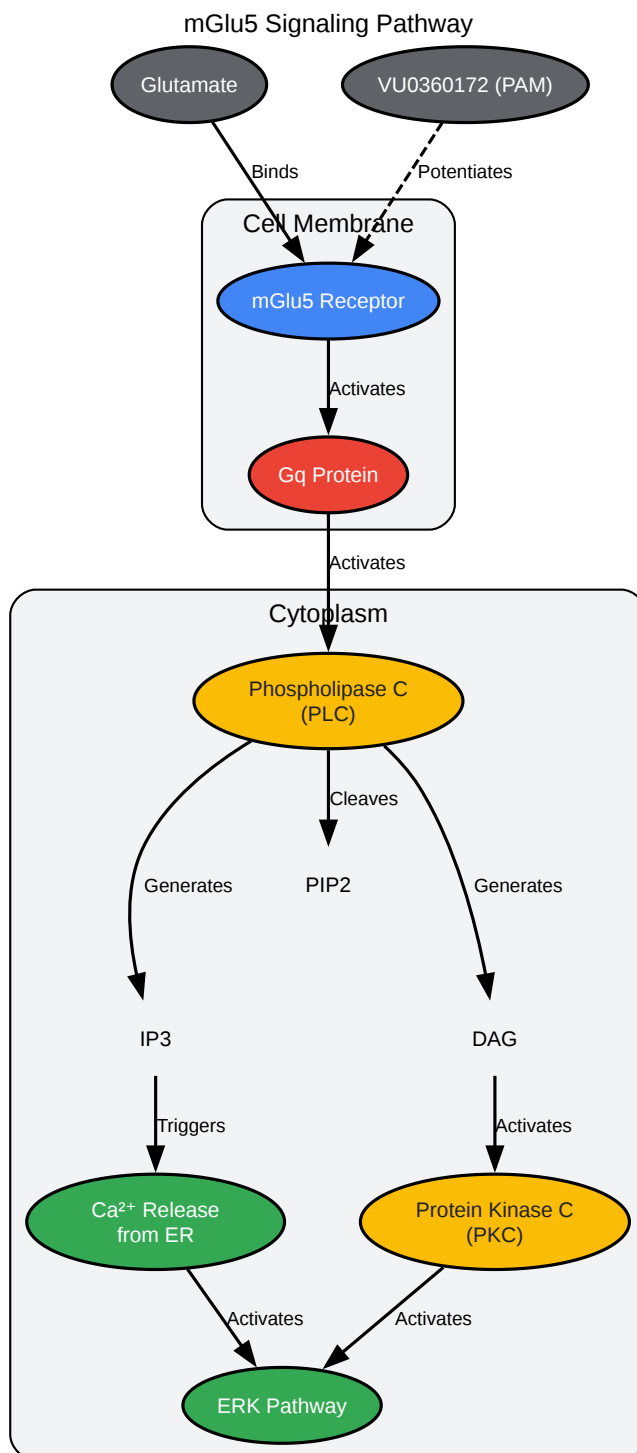 mGlu5 Signaling Pathway
Glutamate
VU0360172 (PAM)
Binds
Potentiates
Cell Membrane
mGlu5 Receptor
Activates
Gq Protein
Activates
Cytoplasm
Phospholipase C
(PLC)
Cleaves
Generates
PIP2
Generates
IP3
DAG
Triggers
Activates
Ca²⁺ Release
from ER
Protein Kinase C
(PKC)
Activates
Activates
ERK Pathway